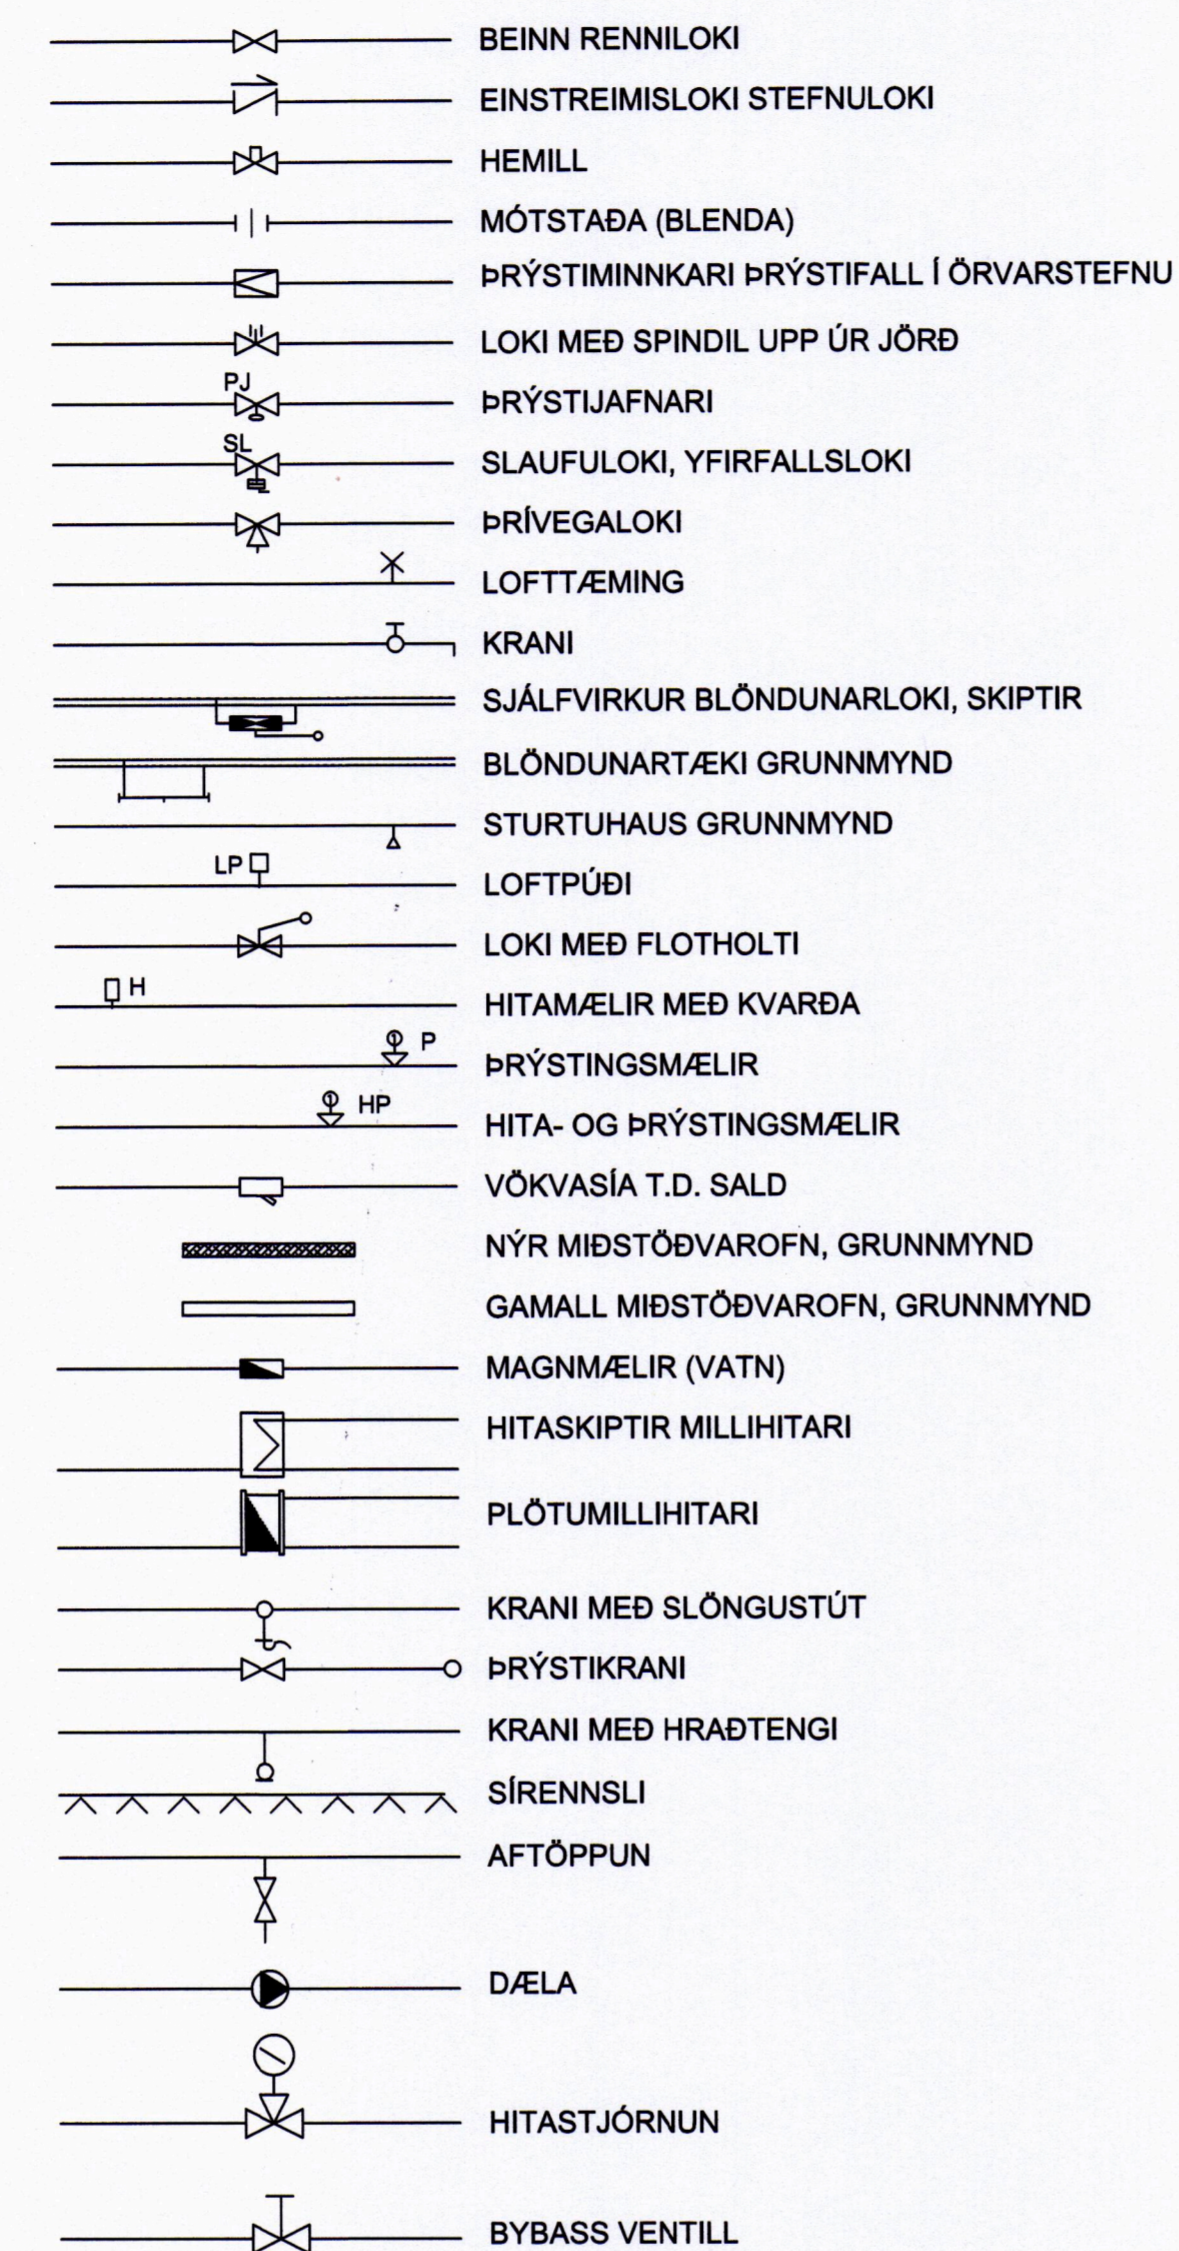 BEINN RENNILOKI
EINSTREIMISLOKI STEFNULOKI
HEMILL
MÓTSTAÐA (BLENDA)
ÞRÝSTIMINNKARI ÞRÝSTIFALL Í ÖRVARSTEFNU
LOKI MEÐ SPINDIL UPP ÚR JÖRÐ
PJ
ÞRÝSTIJAFNARI
SL
SLAUFULOKI, YFIRFALLSLOKI
ÞRÍVEGALOKI
LOFTTÆMING
KRANI
SJÁLFVIRKUR BLÖNDUNARLOKI, SKIPTIR
BLÖNDUNARTÆKI GRUNNMYND
STURTUHAUS GRUNNMYND
LP
LOFTPÚÐI
LOKI MEÐ FLOTHOLTI
H
HITAMÆLIR MEÐ KVARÐA
P
ÞRÝSTINGSMÆLIR
HP
HITA- OG ÞRÝSTINGSMÆLIR
VÖKVASÍA T.D. SALD
NÝR MIÐSTÖÐVAROFN, GRUNNMYND
GAMALL MIÐSTÖÐVAROFN, GRUNNMYND
MAGNMÆLIR (VATN)
HITASKIPTIR MILLIHITARI
PLÖTUMILLIHITARI
KRANI MEÐ SLÖNGUSTÚT
ÞRÝSTIKRANI
KRANI MEÐ HRAÐTENGI
SÍRENNSLI
AFTÖPPUN
DÆLA
HITASTJÓRNUN
BYBASS VENTILL